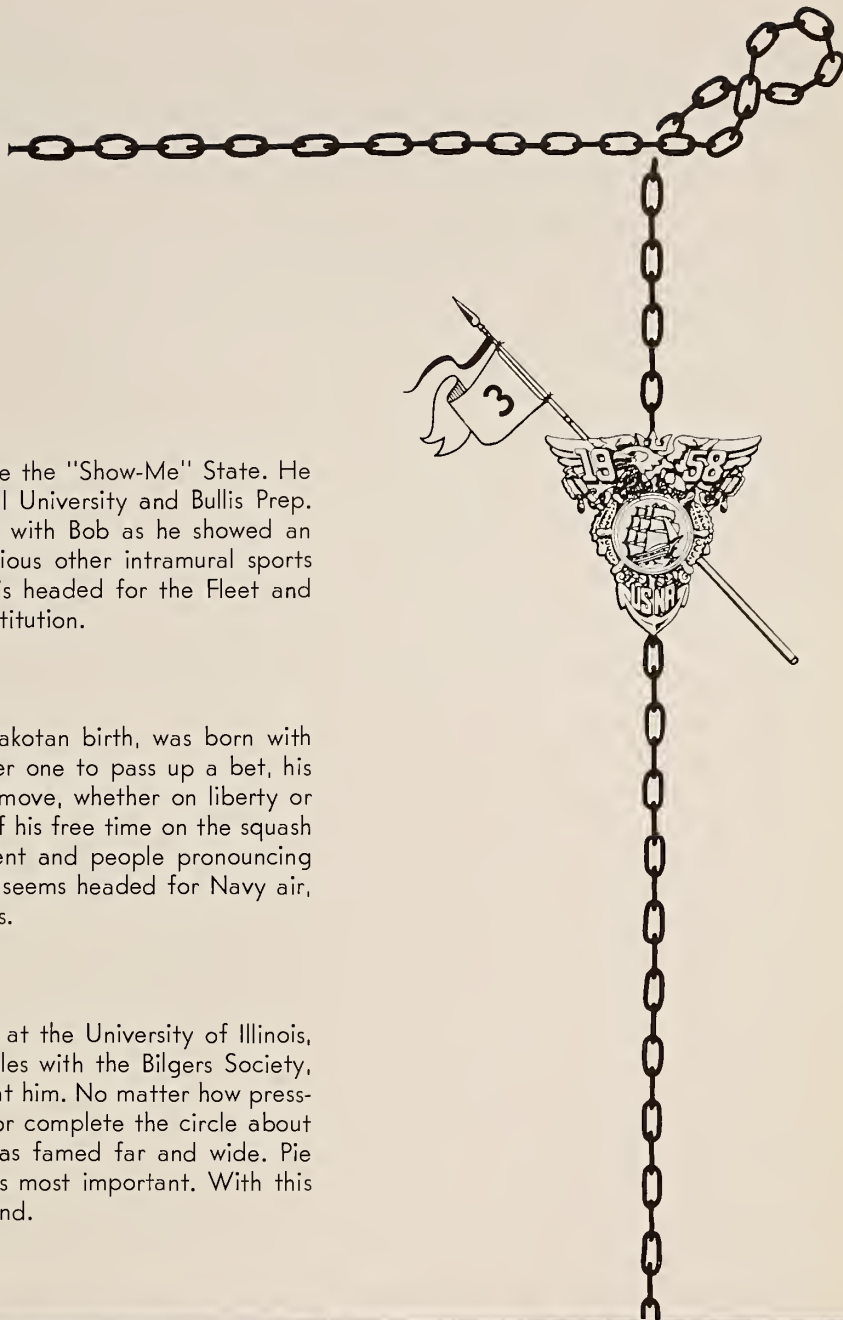 3
19 58
USNA
e the "Show-Me" State. He
l University and Bullis Prep.
with Bob as he showed an
ious other intramural sports
is headed for the Fleet and
titution.
akotan birth, was born with
er one to pass up a bet, his
move, whether on liberty or
f his free time on the squash
ent and people pronouncing
seems headed for Navy air,
s.
at the University of Illinois,
les with the Bilgers Society,
at him. No matter how press-
or complete the circle about
as famed far and wide. Pie
s most important. With this
nd.